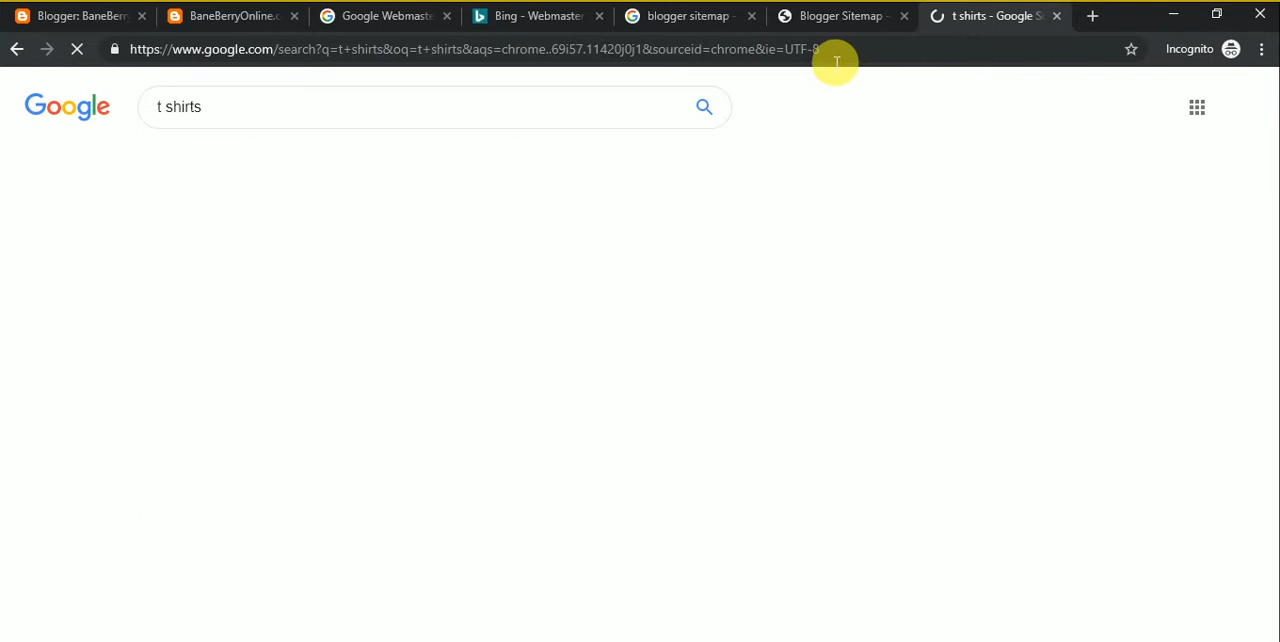 Blogger: BaneBerr BaneBerryOnline.c Google Webmaste Bing - Webmaster blogger sitemap - Blogger Sitemap - t shirts - Google S
https://www.google.com/search?q=t+shirts&oq=t+shirts&aqs=chrome..69i57.11420j0j1&sourceid=chrome&ie=UTF-8 Incognito
Google t shirts